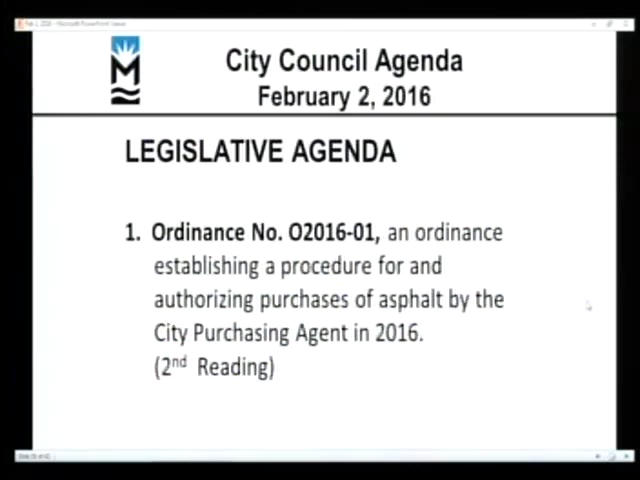 City Council Agenda
February 2, 2016
M
LEGISLATIVE AGENDA
1. Ordinance No. O2016-01, an ordinance
establishing a procedure for and
authorizing purchases of asphalt by the
City Purchasing Agent in 2016.
(2nd Reading)